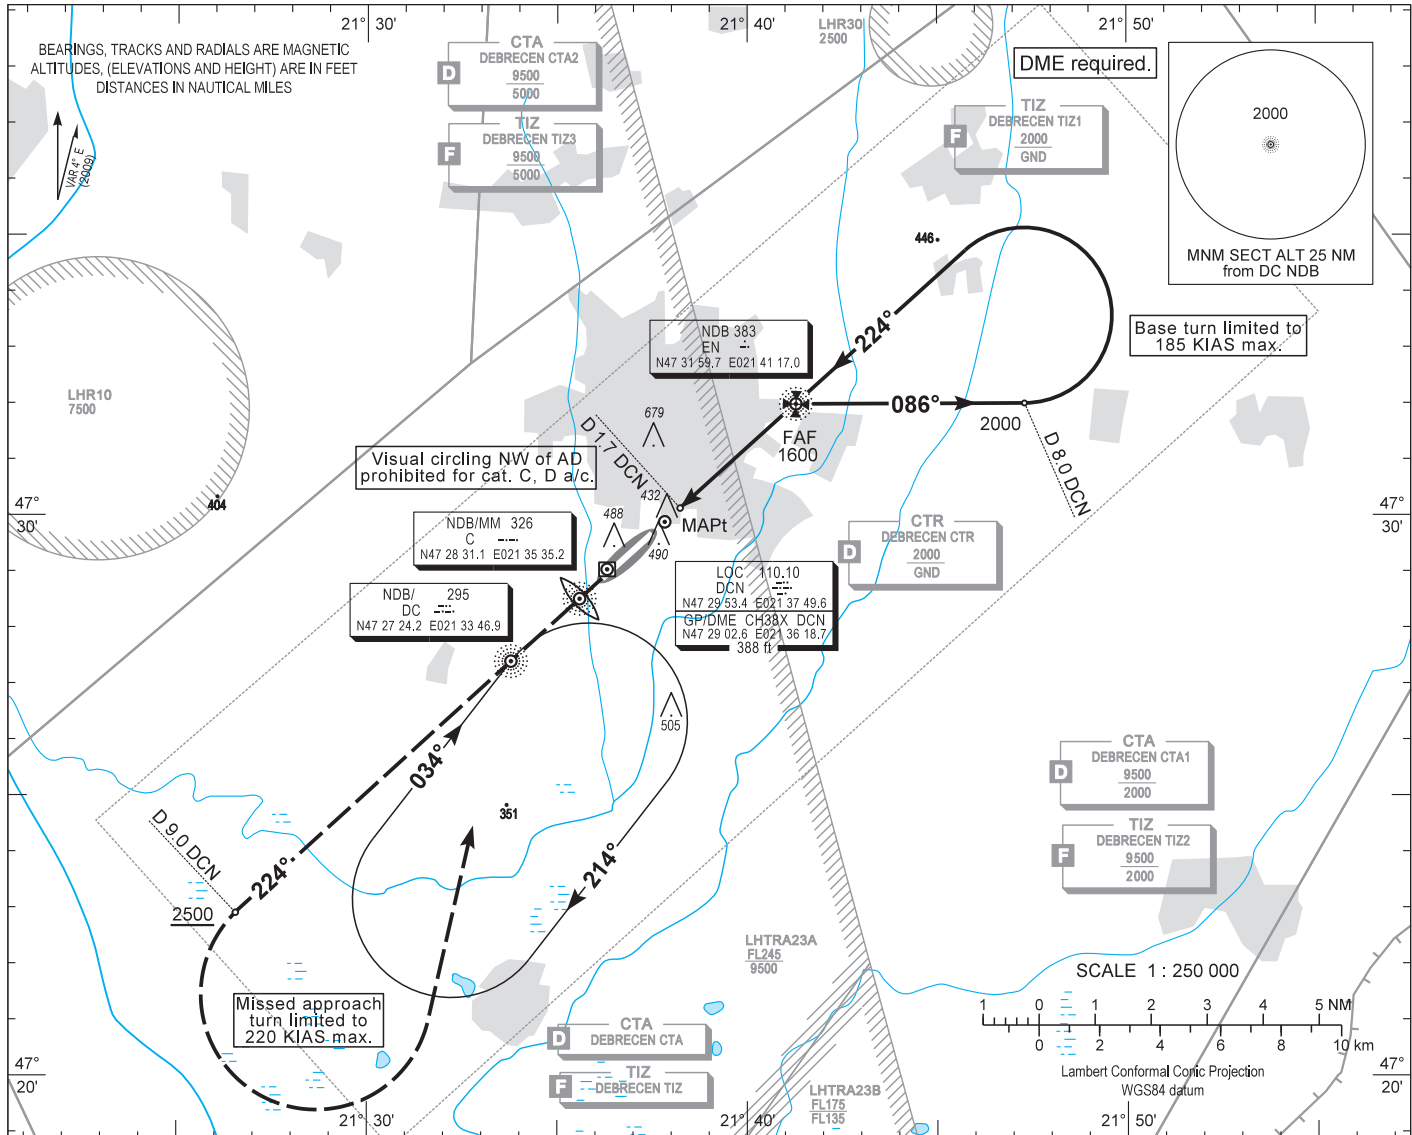 21° 30'
21° 40'
21° 50'
BEARINGS, TRACKS AND RADIALS ARE MAGNETIC
ALTITUDES, (ELEVATIONS AND HEIGHT) ARE IN FEET
DISTANCES IN NAUTICAL MILES
VAR 4° E
(2009)
CTA
DEBRECEN CTA2
D
9500
5000
TIZ
DEBRECEN TIZ3
F
9500
5000
LHR30
2500
DME required.
TIZ
DEBRECEN TIZ1
F
2000
GND
2000
MNM SECT ALT 25 NM
from DC NDB
446
Base turn limited to
185 KIAS max.
NDB 383
EN
N47 31 59.7 E021 41 17.0
224°
086°
2000
FAF
1600
D 8.0 DCN
LHR10
7500
404
679
D 1.7 DCN
Visual circling NW of AD
prohibited for cat. C, D a/c.
432
488
490
MAPt
47°
30'
47°
30'
NDB/MM 326
C
N47 28 31.1 E021 35 35.2
NDB/ 295
DC
N47 27 24.2 E021 33 46.9
LOC 110.10
DCN
N47 29 53.4 E021 37 49.6
GP/DME CH38X DCN
N47 29 02.6 E021 36 18.7
388 ft
CTR
DEBRECEN CTR
D
2000
GND
505
034°
351
214°
D 9.0 DCN
224°
2500
Missed approach
turn limited to
220 KIAS max.
CTA
DEBRECEN CTA1
D
9500
2000
TIZ
DEBRECEN TIZ2
F
9500
2000
LHTRA23A
FL245
9500
CTA
D
DEBRECEN CTA
TIZ
F
DEBRECEN TIZ
LHTRA23B
FL175
FL135
SCALE 1 : 250 000
1 0 1 2 3 4 5 NM
0 2 4 6 8 10 km
Lambert Conformal Conic Projection
WGS84 datum
47°
20'
47°
20'
21° 30'
21° 40'
21° 50'